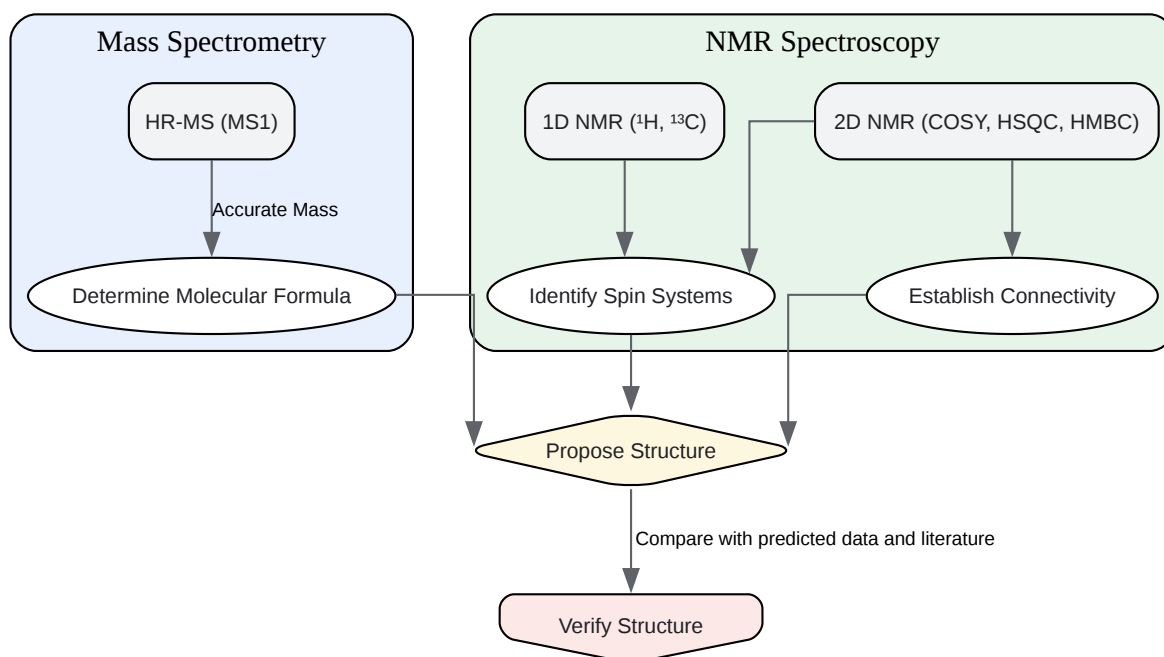 Mass Spectrometry
NMR Spectroscopy
HR-MS (MS1)
1D NMR (¹H, ¹³C)
2D NMR (COSY, HSQC, HMBC)
Accurate Mass
Determine Molecular Formula
Identify Spin Systems
Establish Connectivity
Propose Structure
Compare with predicted data and literature
Verify Structure